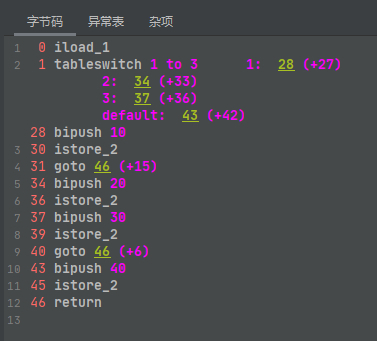 字节码 异常表 杂项
1 0 iload_1
2 1 tableswitch 1 to 3 1: 28 (+27)
2: 34 (+33)
3: 37 (+36)
default: 43 (+42)
28 bipush 10
3 30 istore_2
4 31 goto 46 (+15)
5 34 bipush 20
6 36 istore_2
7 37 bipush 30
8 39 istore_2
9 40 goto 46 (+6)
10 43 bipush 40
11 45 istore_2
12 46 return
13